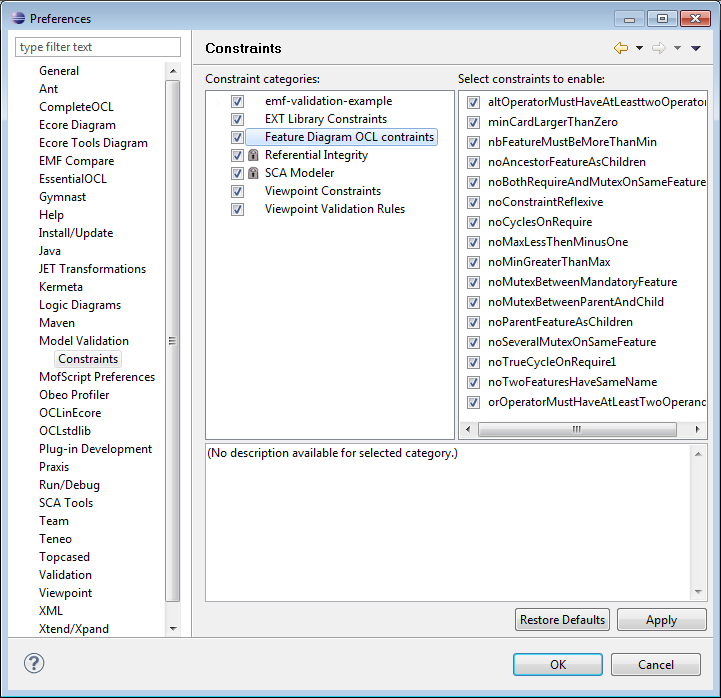 Preferences
type filter text
General
Ant
CompleteOCL
Ecore Diagram
Ecore Tools Diagram
EMF Compare
EssentialOCL
Gymnast
Help
Install/Update
Java
JET Transformations
Kermeta
Logic Diagrams
Maven
Model Validation
Constraints
MofScript Preferences
Obeo Profiler
OCLinEcore
OCLstdlib
Plug-in Development
Praxis
Run/Debug
SCA Tools
Team
Teneo
Topcased
Validation
Viewpoint
XML
Xtend/Xpand
Constraints
Constraint categories:
emf-validation-example
EXT Library Constraints
Feature Diagram OCL contraints
Referential Integrity
SCA Modeler
Viewpoint Constraints
Viewpoint Validation Rules
Select constraints to enable:
altOperatorMustHaveAtLeasttwoOperator
minCardLargerThanZero
nbFeatureMustBeMoreThanMin
noAncestorFeatureAsChildren
noBothRequireAndMutexOnSameFeature
noConstraintReflexive
noCyclesOnRequire
noMaxLessThenMinusOne
noMinGreaterThanMax
noMutexBetweenMandatoryFeature
noMutexBetweenParentAndChild
noParentFeatureAsChildren
noSeveralMutexOnSameFeature
noTrueCycleOnRequire1
noTwoFeaturesHaveSameName
orOperatorMustHaveAtLeastTwoOperand
(No description available for selected category.)
Restore Defaults
Apply
?
OK
Cancel